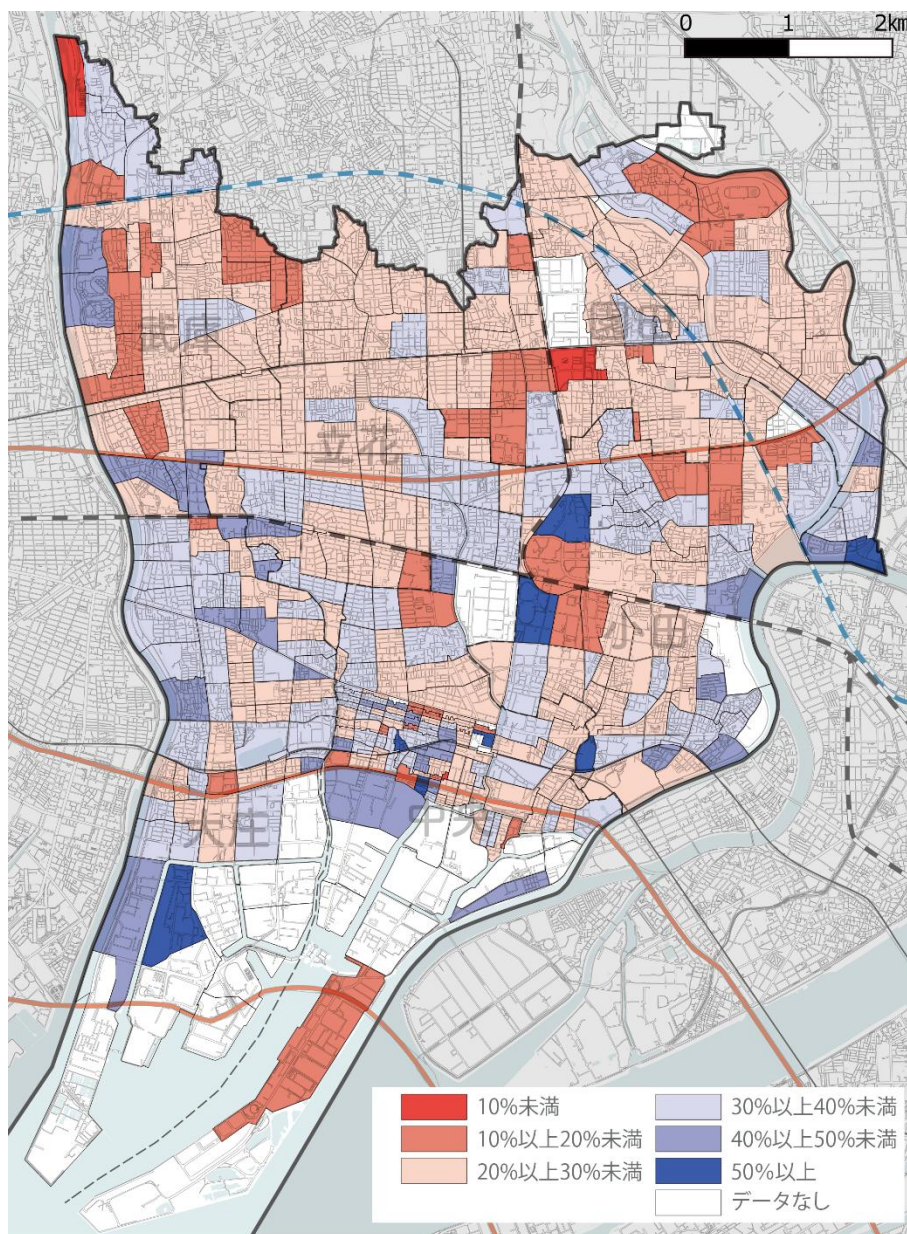 0 1 2km
武庫
園田
立花
小田
大庄
中央
10%未満
10%以上20%未満
20%以上30%未満
30%以上40%未満
40%以上50%未満
50%以上
データなし